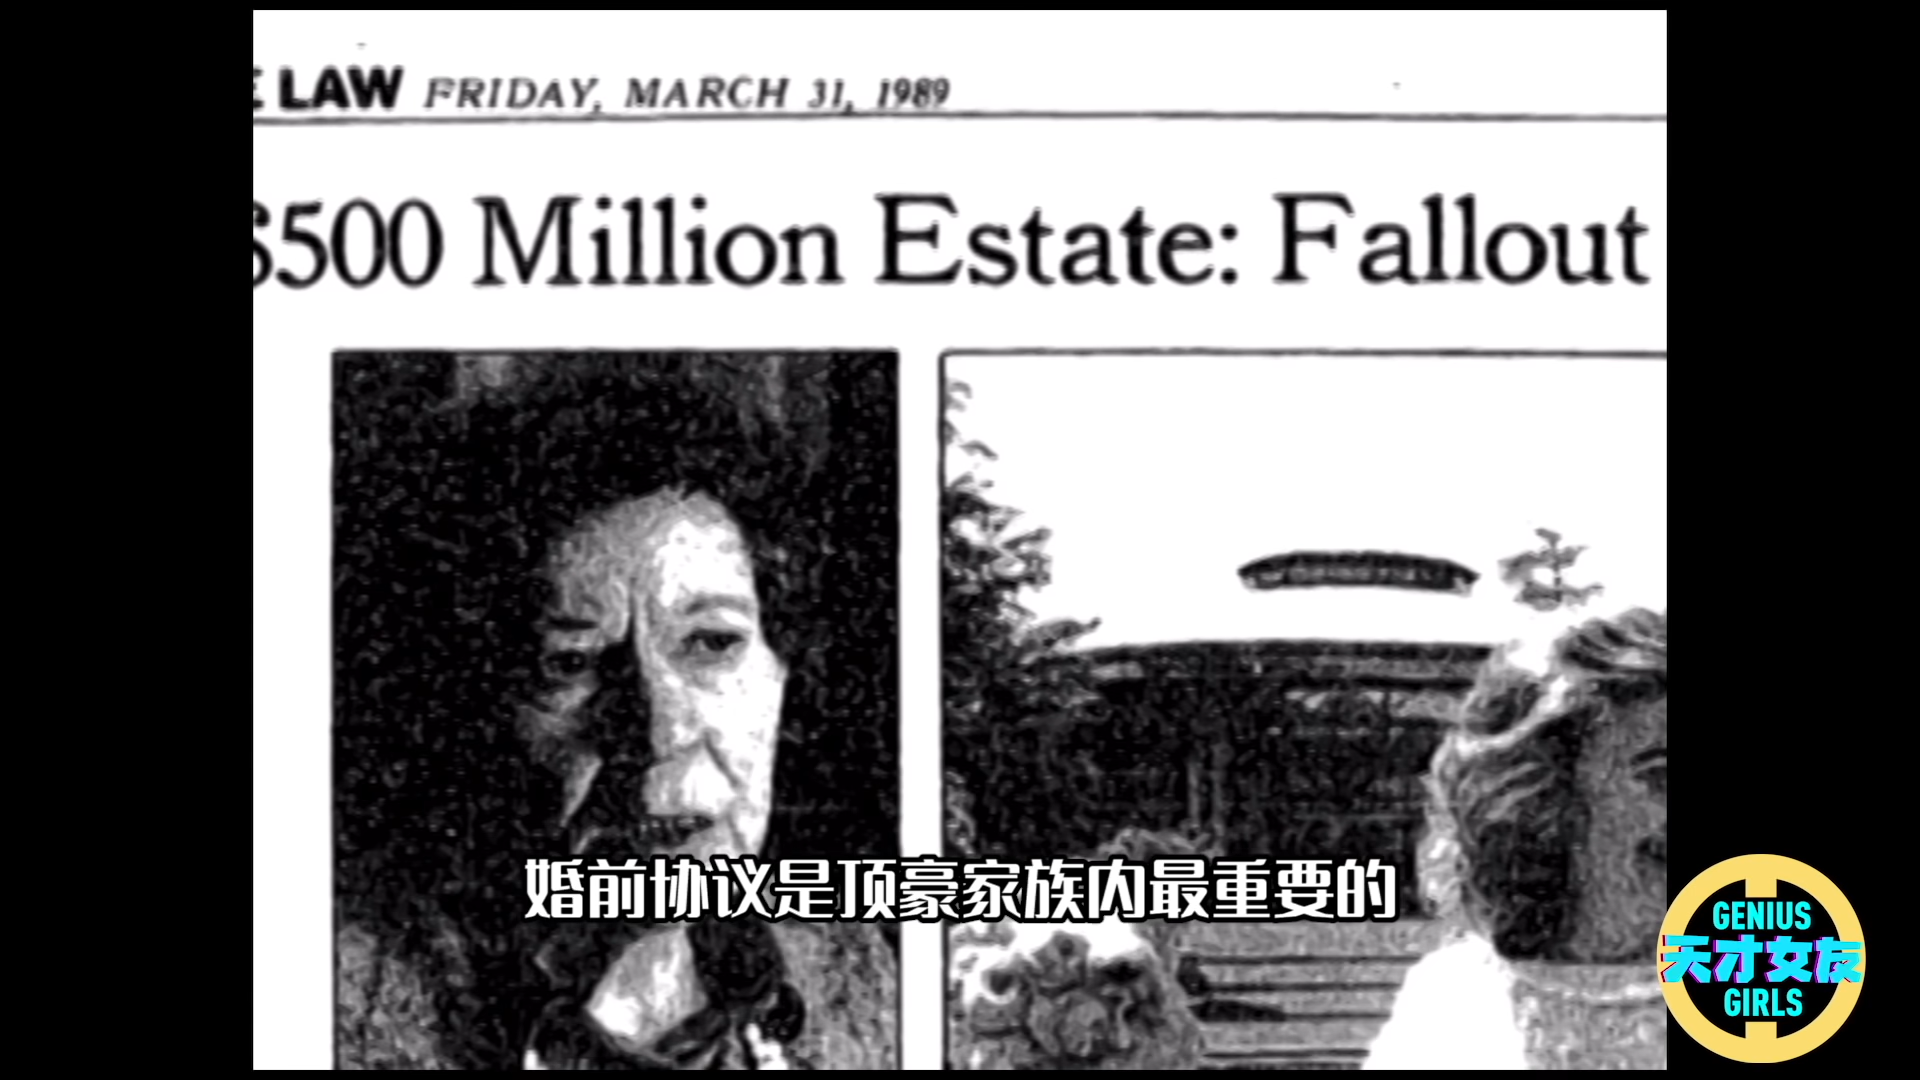 LAW FRIDAY, MARCH 31, 1989
$500 Million Estate: Fallout
婚前协议是顶豪家族内最重要的
GENIUS
天才女友
GIRLS